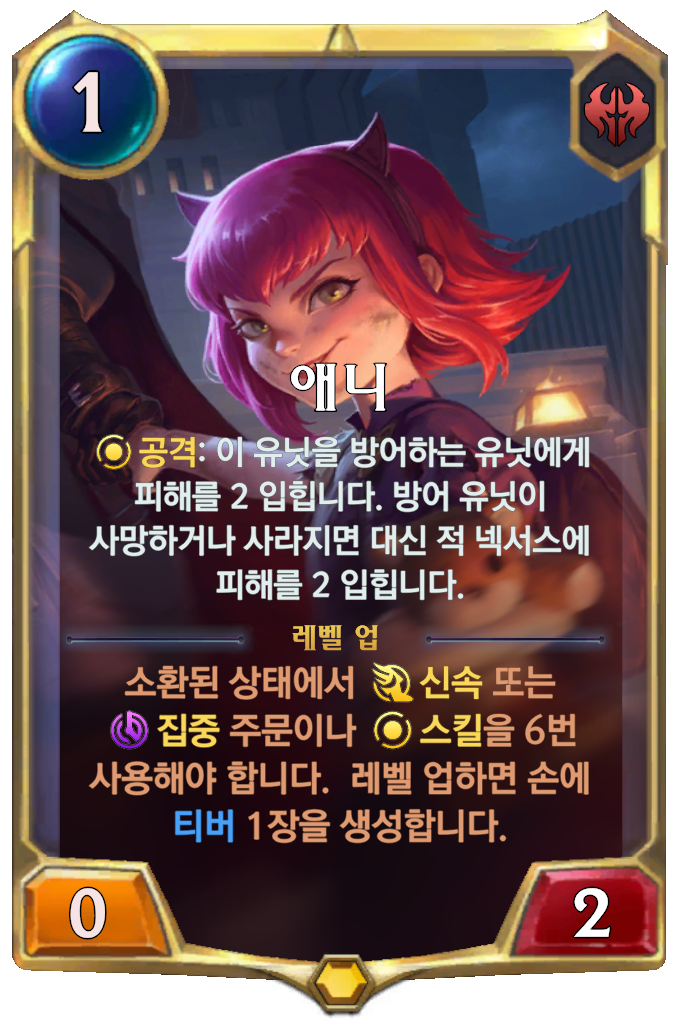 1
애니
공격: 이 유닛을 방어하는 유닛에게
피해를 2 입힙니다. 방어 유닛이
사망하거나 사라지면 대신 적 넥서스에
피해를 2 입힙니다.
레벨 업
소환된 상태에서 신속 또는
집중 주문이나 스킬을 6번
사용해야 합니다. 레벨 업하면 손에
티버 1장을 생성합니다.
0
2